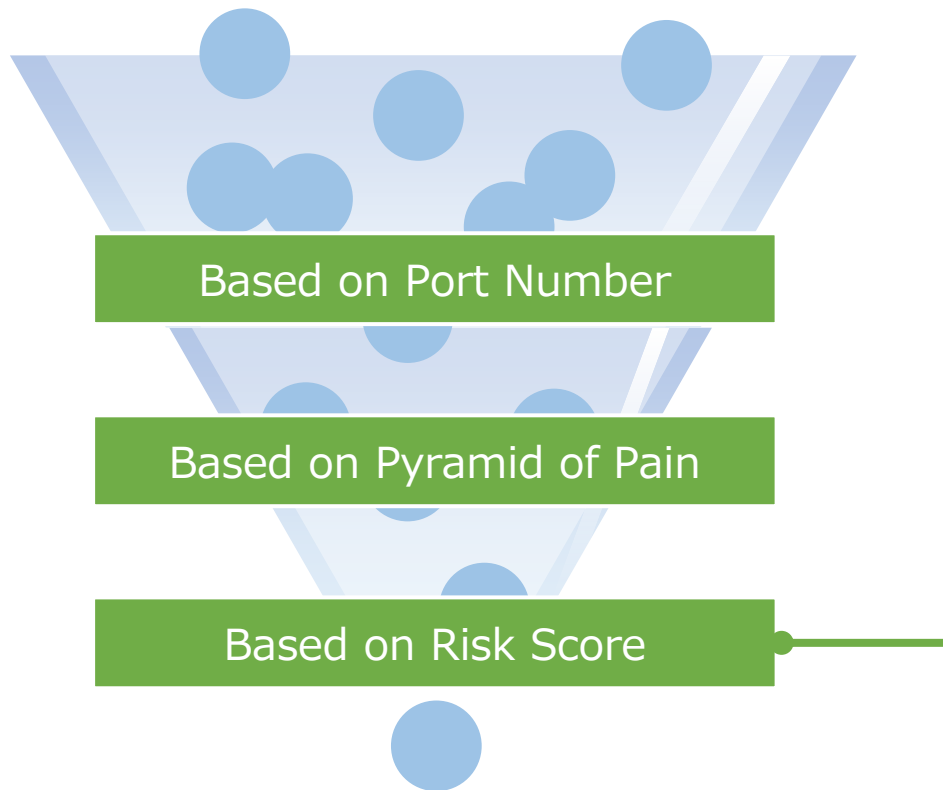 Based on Port Number
Based on Pyramid of Pain
Based on Risk Score